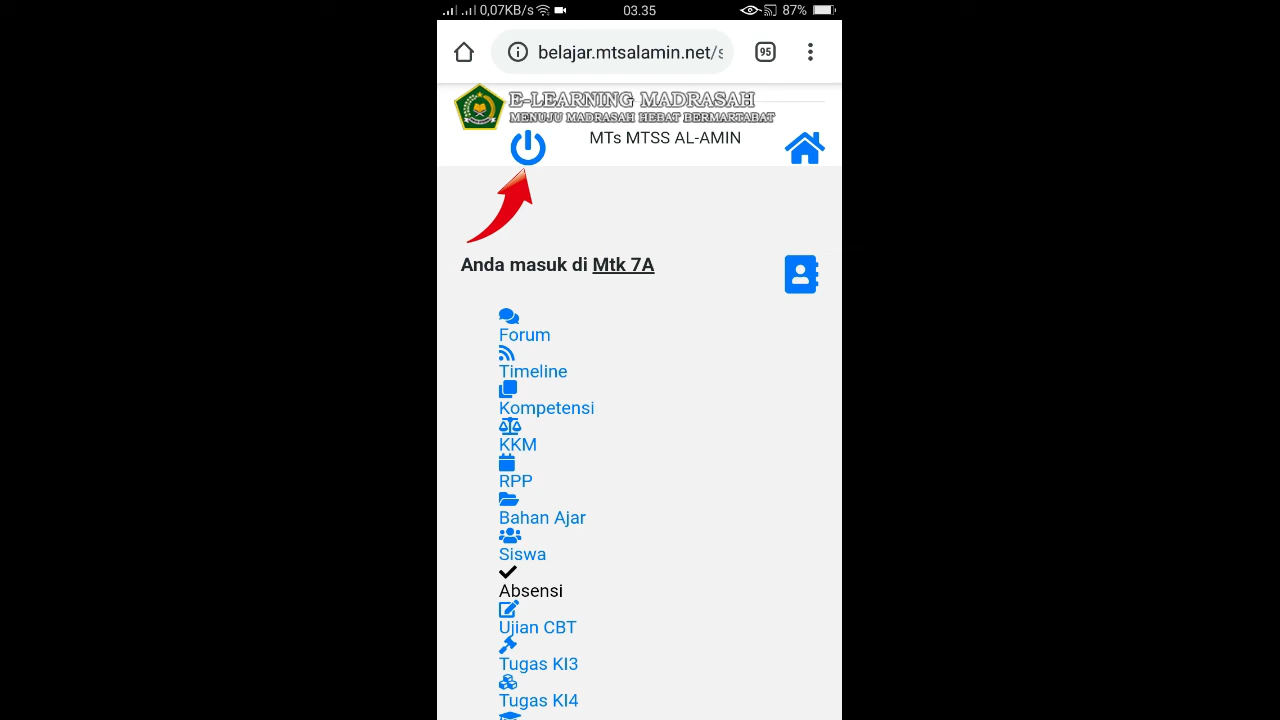 0,07KB/s 03.35 87%
belajar.mtsalamin.net/s 95
E-LEARNING MADRASAH
MENUJU MADRASAH HEBAT BERMARTABAT
MTs MTSS AL-AMIN
Anda masuk di Mtk 7A
Forum
Timeline
Kompetensi
KKM
RPP
Bahan Ajar
Siswa
Absensi
Ujian CBT
Tugas KI3
Tugas KI4